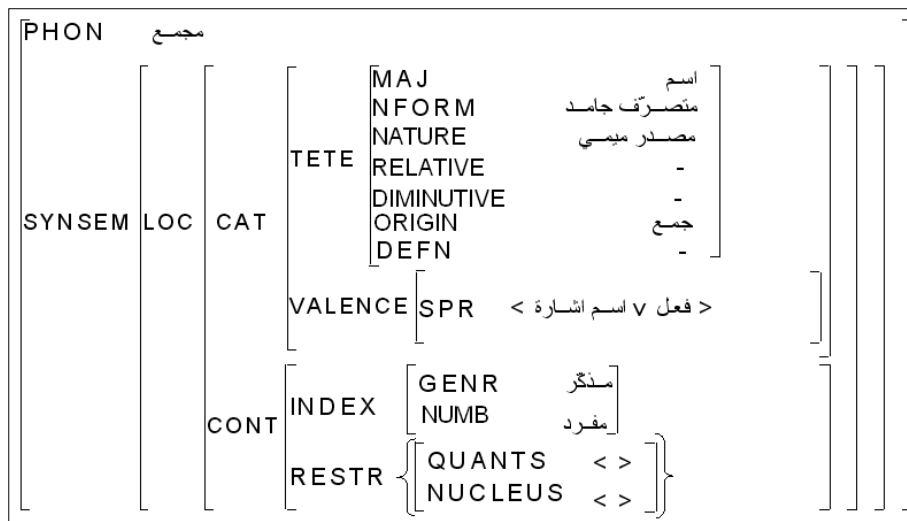 PHON مجمع
MAJ اسم
NFORM متصرّف جامد
NATURE مصدر ميمي
TETE
RELATIVE -
DIMINUTIVE -
SYNSEM LOC CAT
ORIGIN جمع
DEFN -
VALENCE SPR < فعل v اسم اشارة >
GENR مذكّر
INDEX
NUMB مفرد
CONT
QUANTS < >
RESTR
NUCLEUS < >